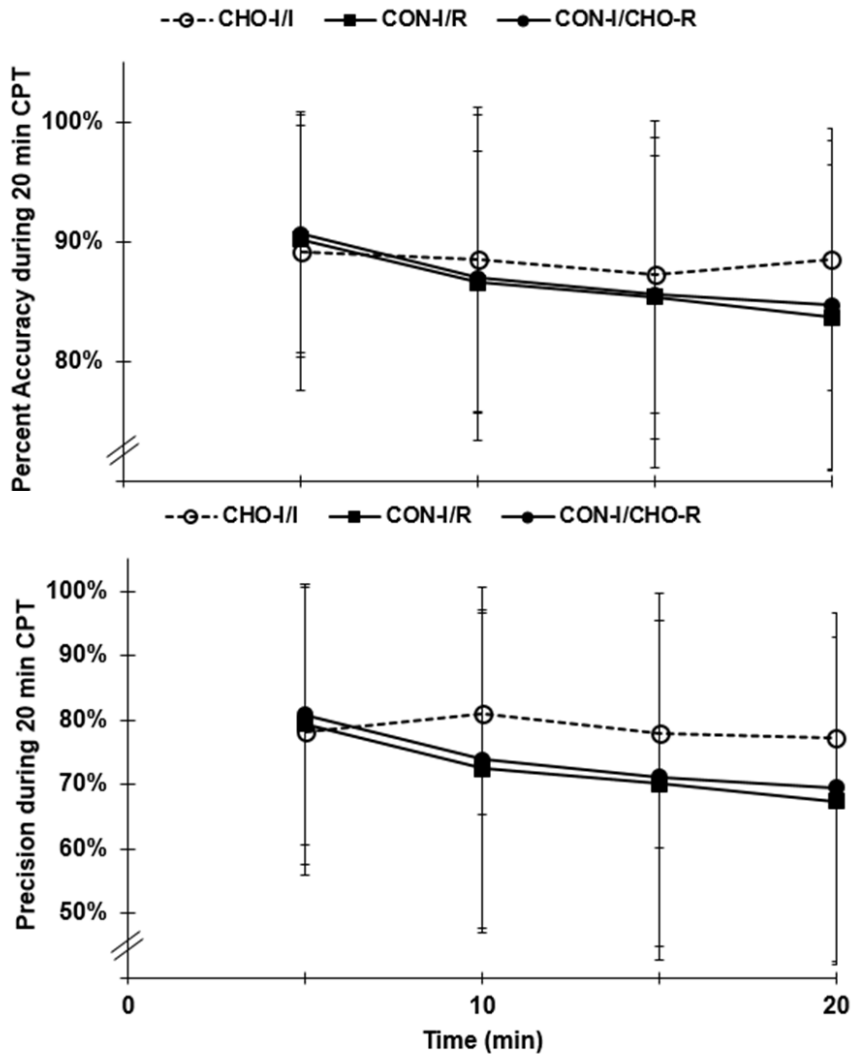 CHO-I/I CON-I/R CON-I/CHO-R
Percent Accuracy during 20 min CPT
100%
90%
80%
CHO-I/I CON-I/R CON-I/CHO-R
Precision during 20 min CPT
100%
90%
80%
70%
60%
50%
0 10 20
Time (min)